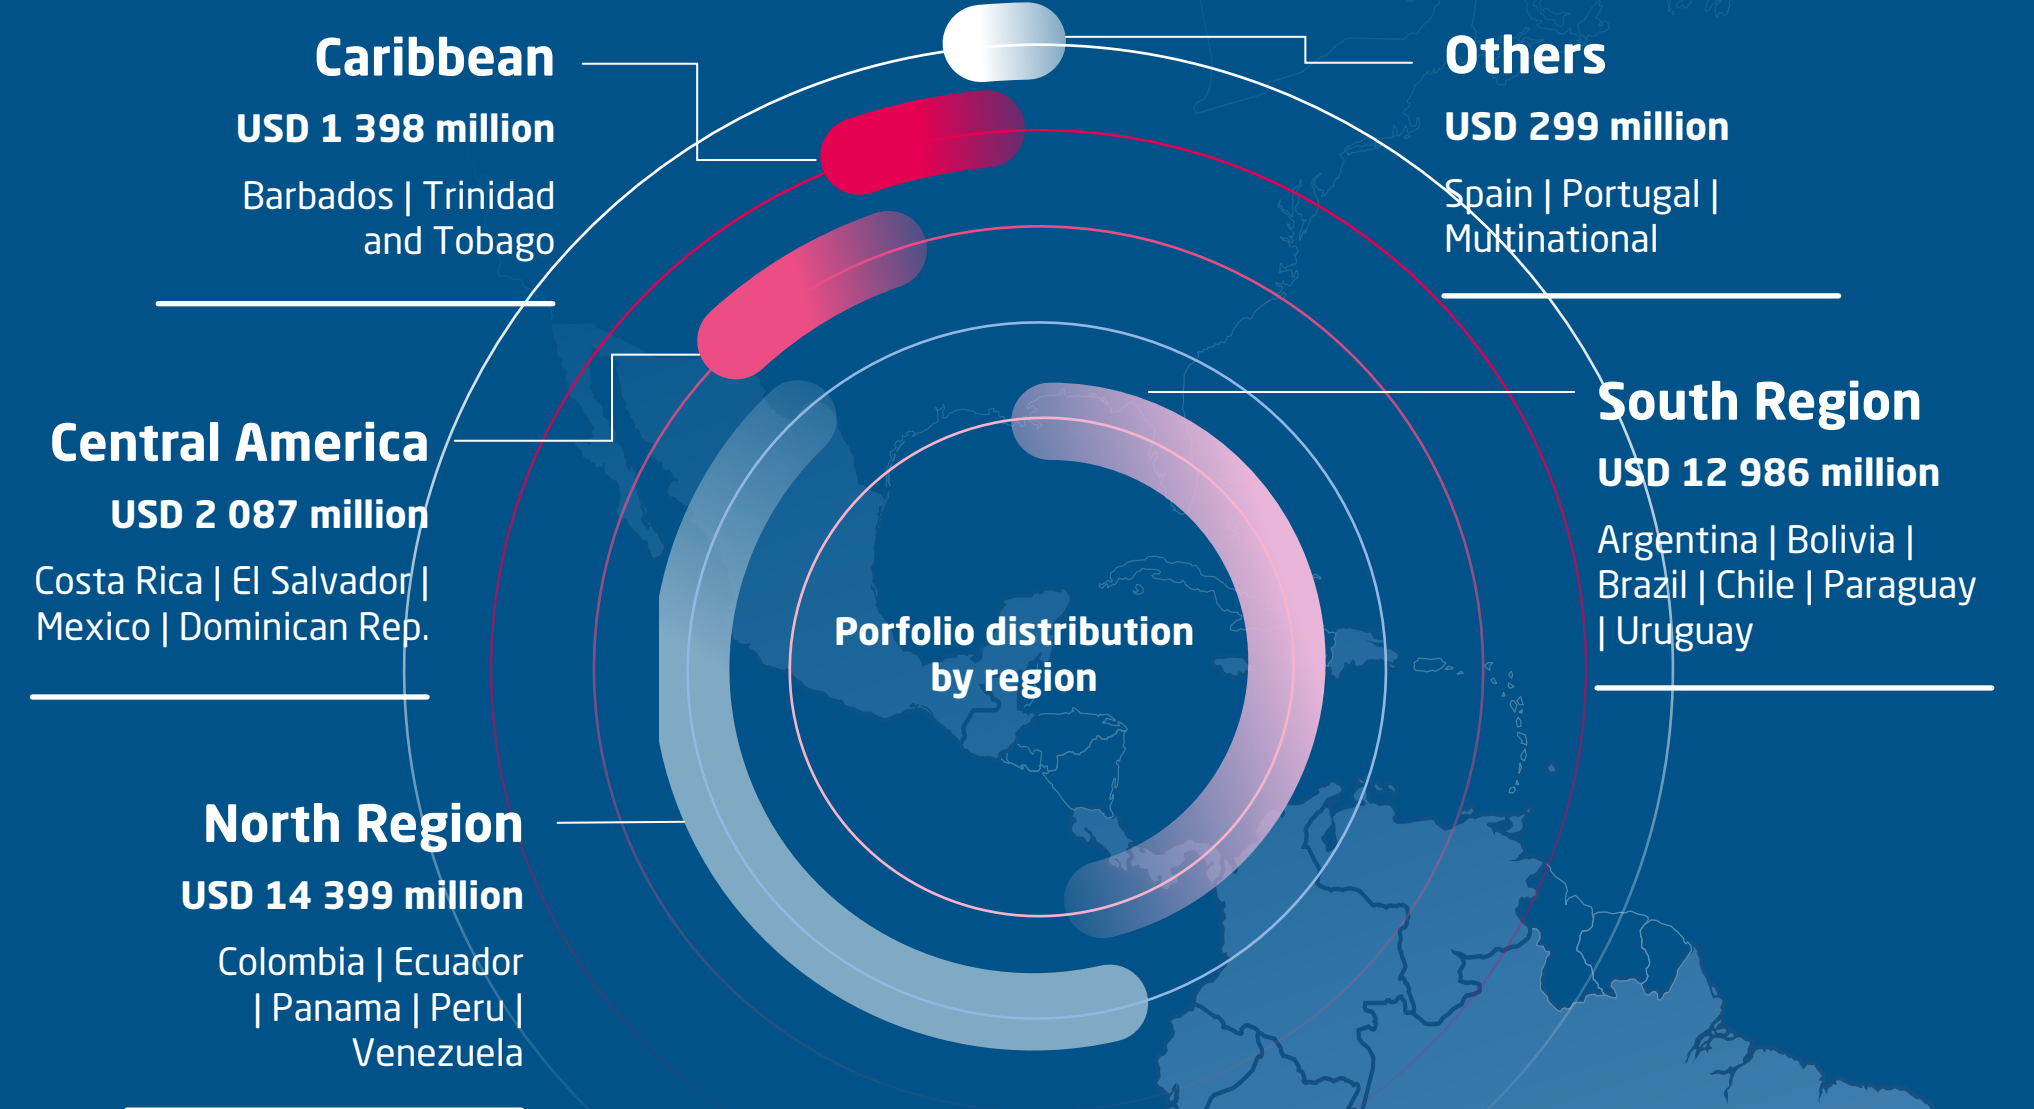 Caribbean
USD 1 398 million
Barbados | Trinidad
and Tobago
Others
USD 299 million
Spain | Portugal |
Multinational
Central America
USD 2 087 million
Costa Rica | El Salvador |
Mexico | Dominican Rep.
South Region
USD 12 986 million
Argentina | Bolivia |
Brazil | Chile | Paraguay
| Uruguay
Porfolio distribution
by region
North Region
USD 14 399 million
Colombia | Ecuador
| Panama | Peru |
Venezuela